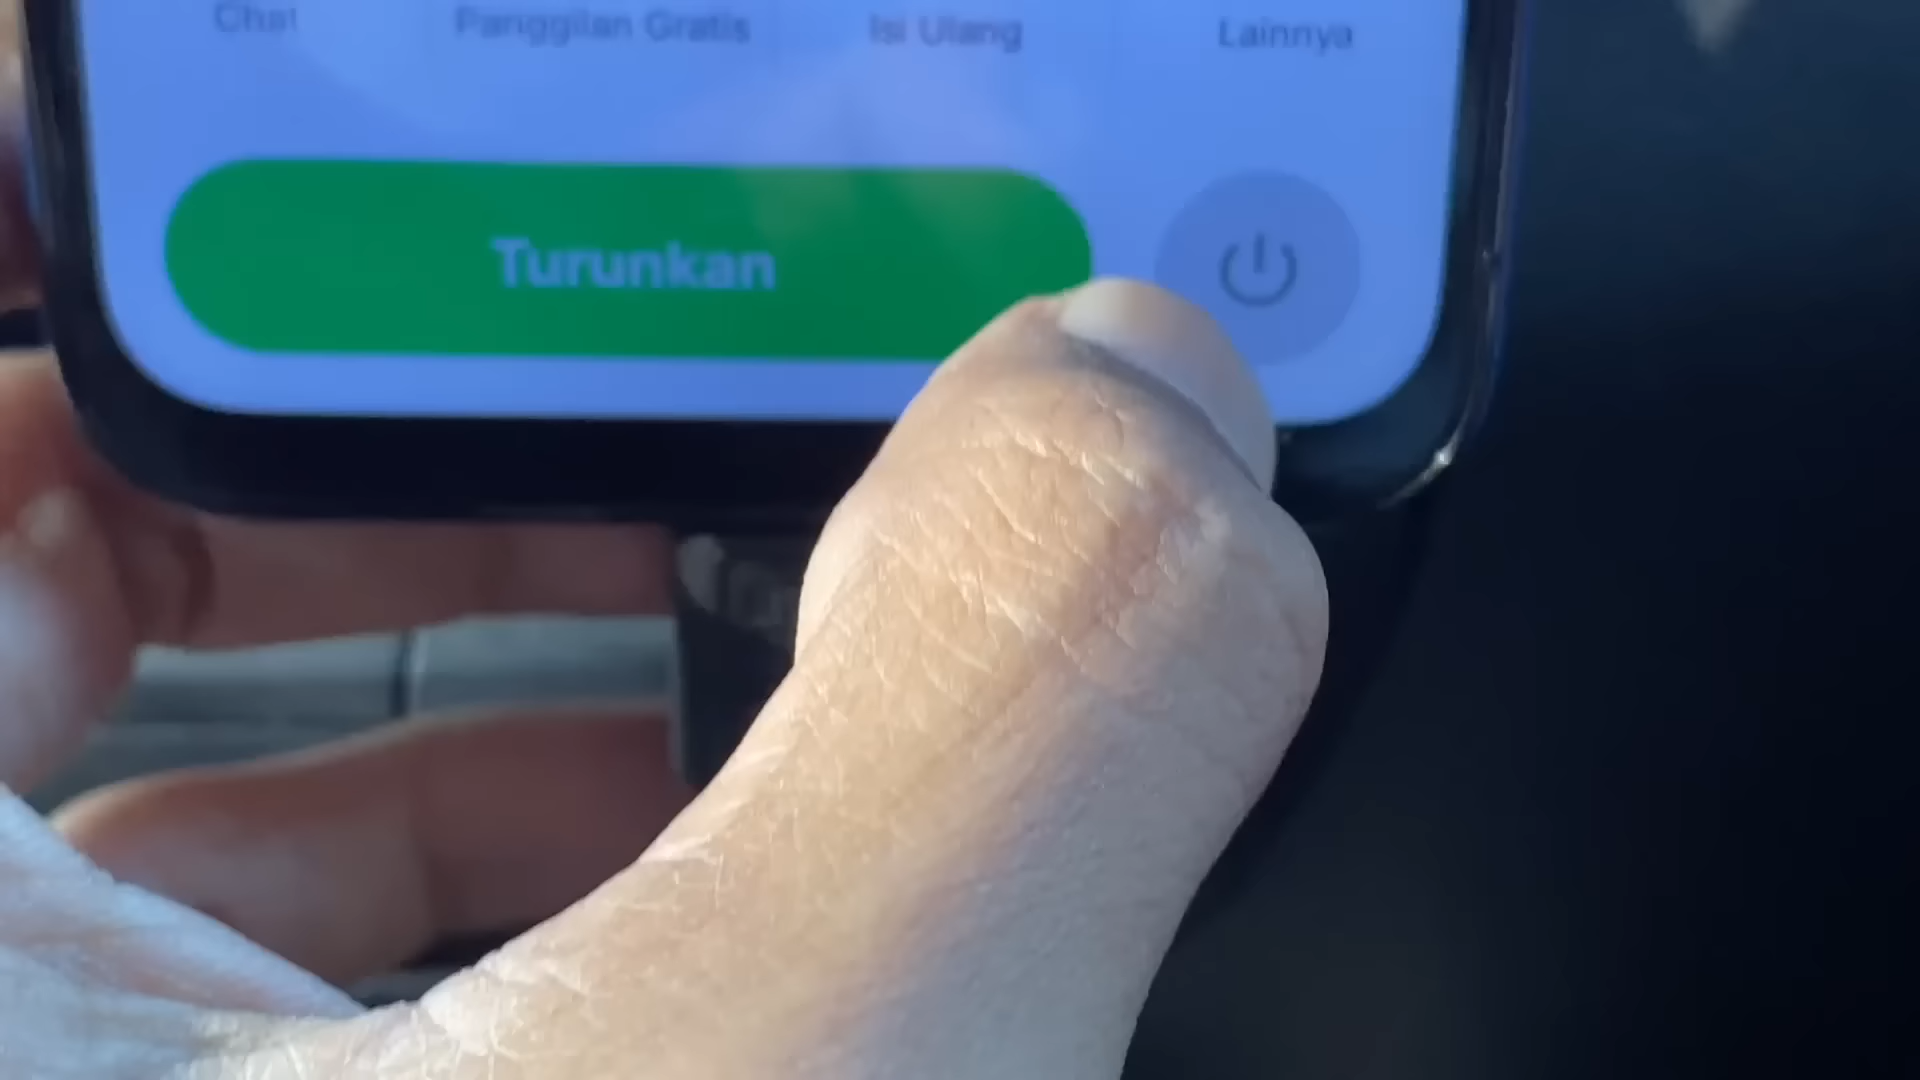 Chat
Panggilan Gratis
Isi Ulang
Lainnya
Turunkan